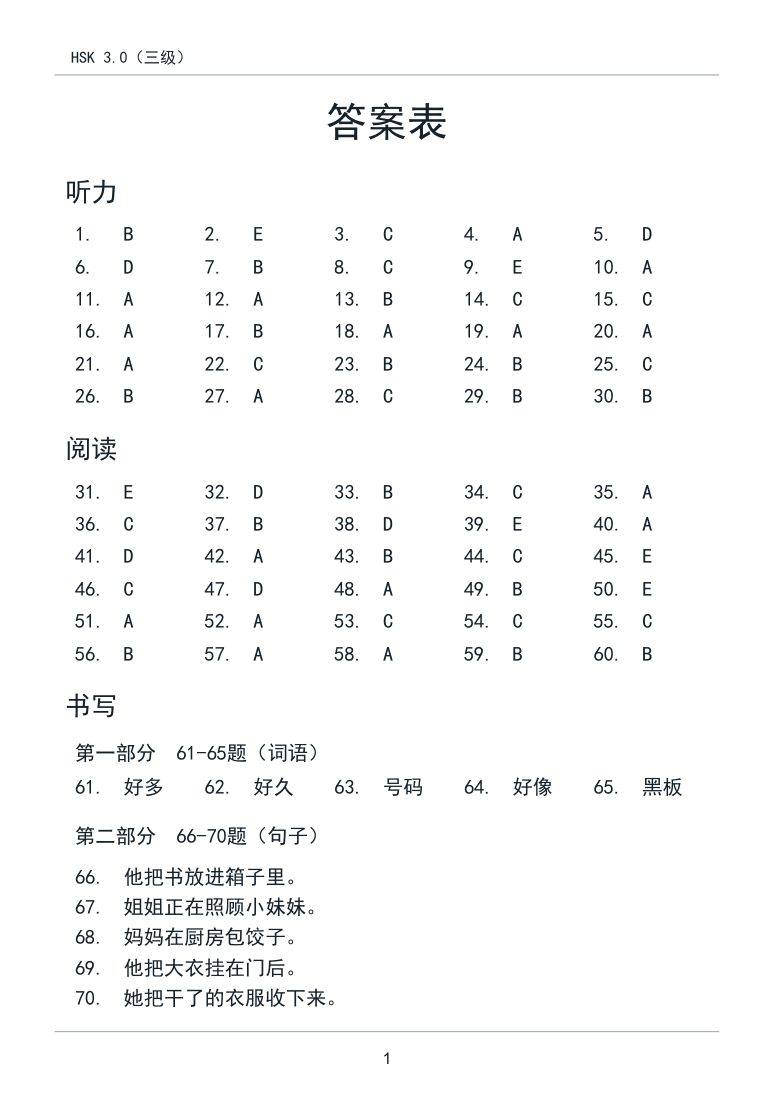 HSK 3.0（三级）
答案表
听力
1. B 2. E 3. C 4. A 5. D
6. D 7. B 8. C 9. E 10. A
11. A 12. A 13. B 14. C 15. C
16. A 17. B 18. A 19. A 20. A
21. A 22. C 23. B 24. B 25. C
26. B 27. A 28. C 29. B 30. B
阅读
31. E 32. D 33. B 34. C 35. A
36. C 37. B 38. D 39. E 40. A
41. D 42. A 43. B 44. C 45. E
46. C 47. D 48. A 49. B 50. E
51. A 52. A 53. C 54. C 55. C
56. B 57. A 58. A 59. B 60. B
书写
第一部分 61-65题（词语）
61. 好多 62. 好久 63. 号码 64. 好像 65. 黑板
第二部分 66-70题（句子）
66. 他把书放进箱子里。
67. 姐姐正在照顾小妹妹。
68. 妈妈在厨房包饺子。
69. 他把大衣挂在门后。
70. 她把干了的衣服收下来。
1